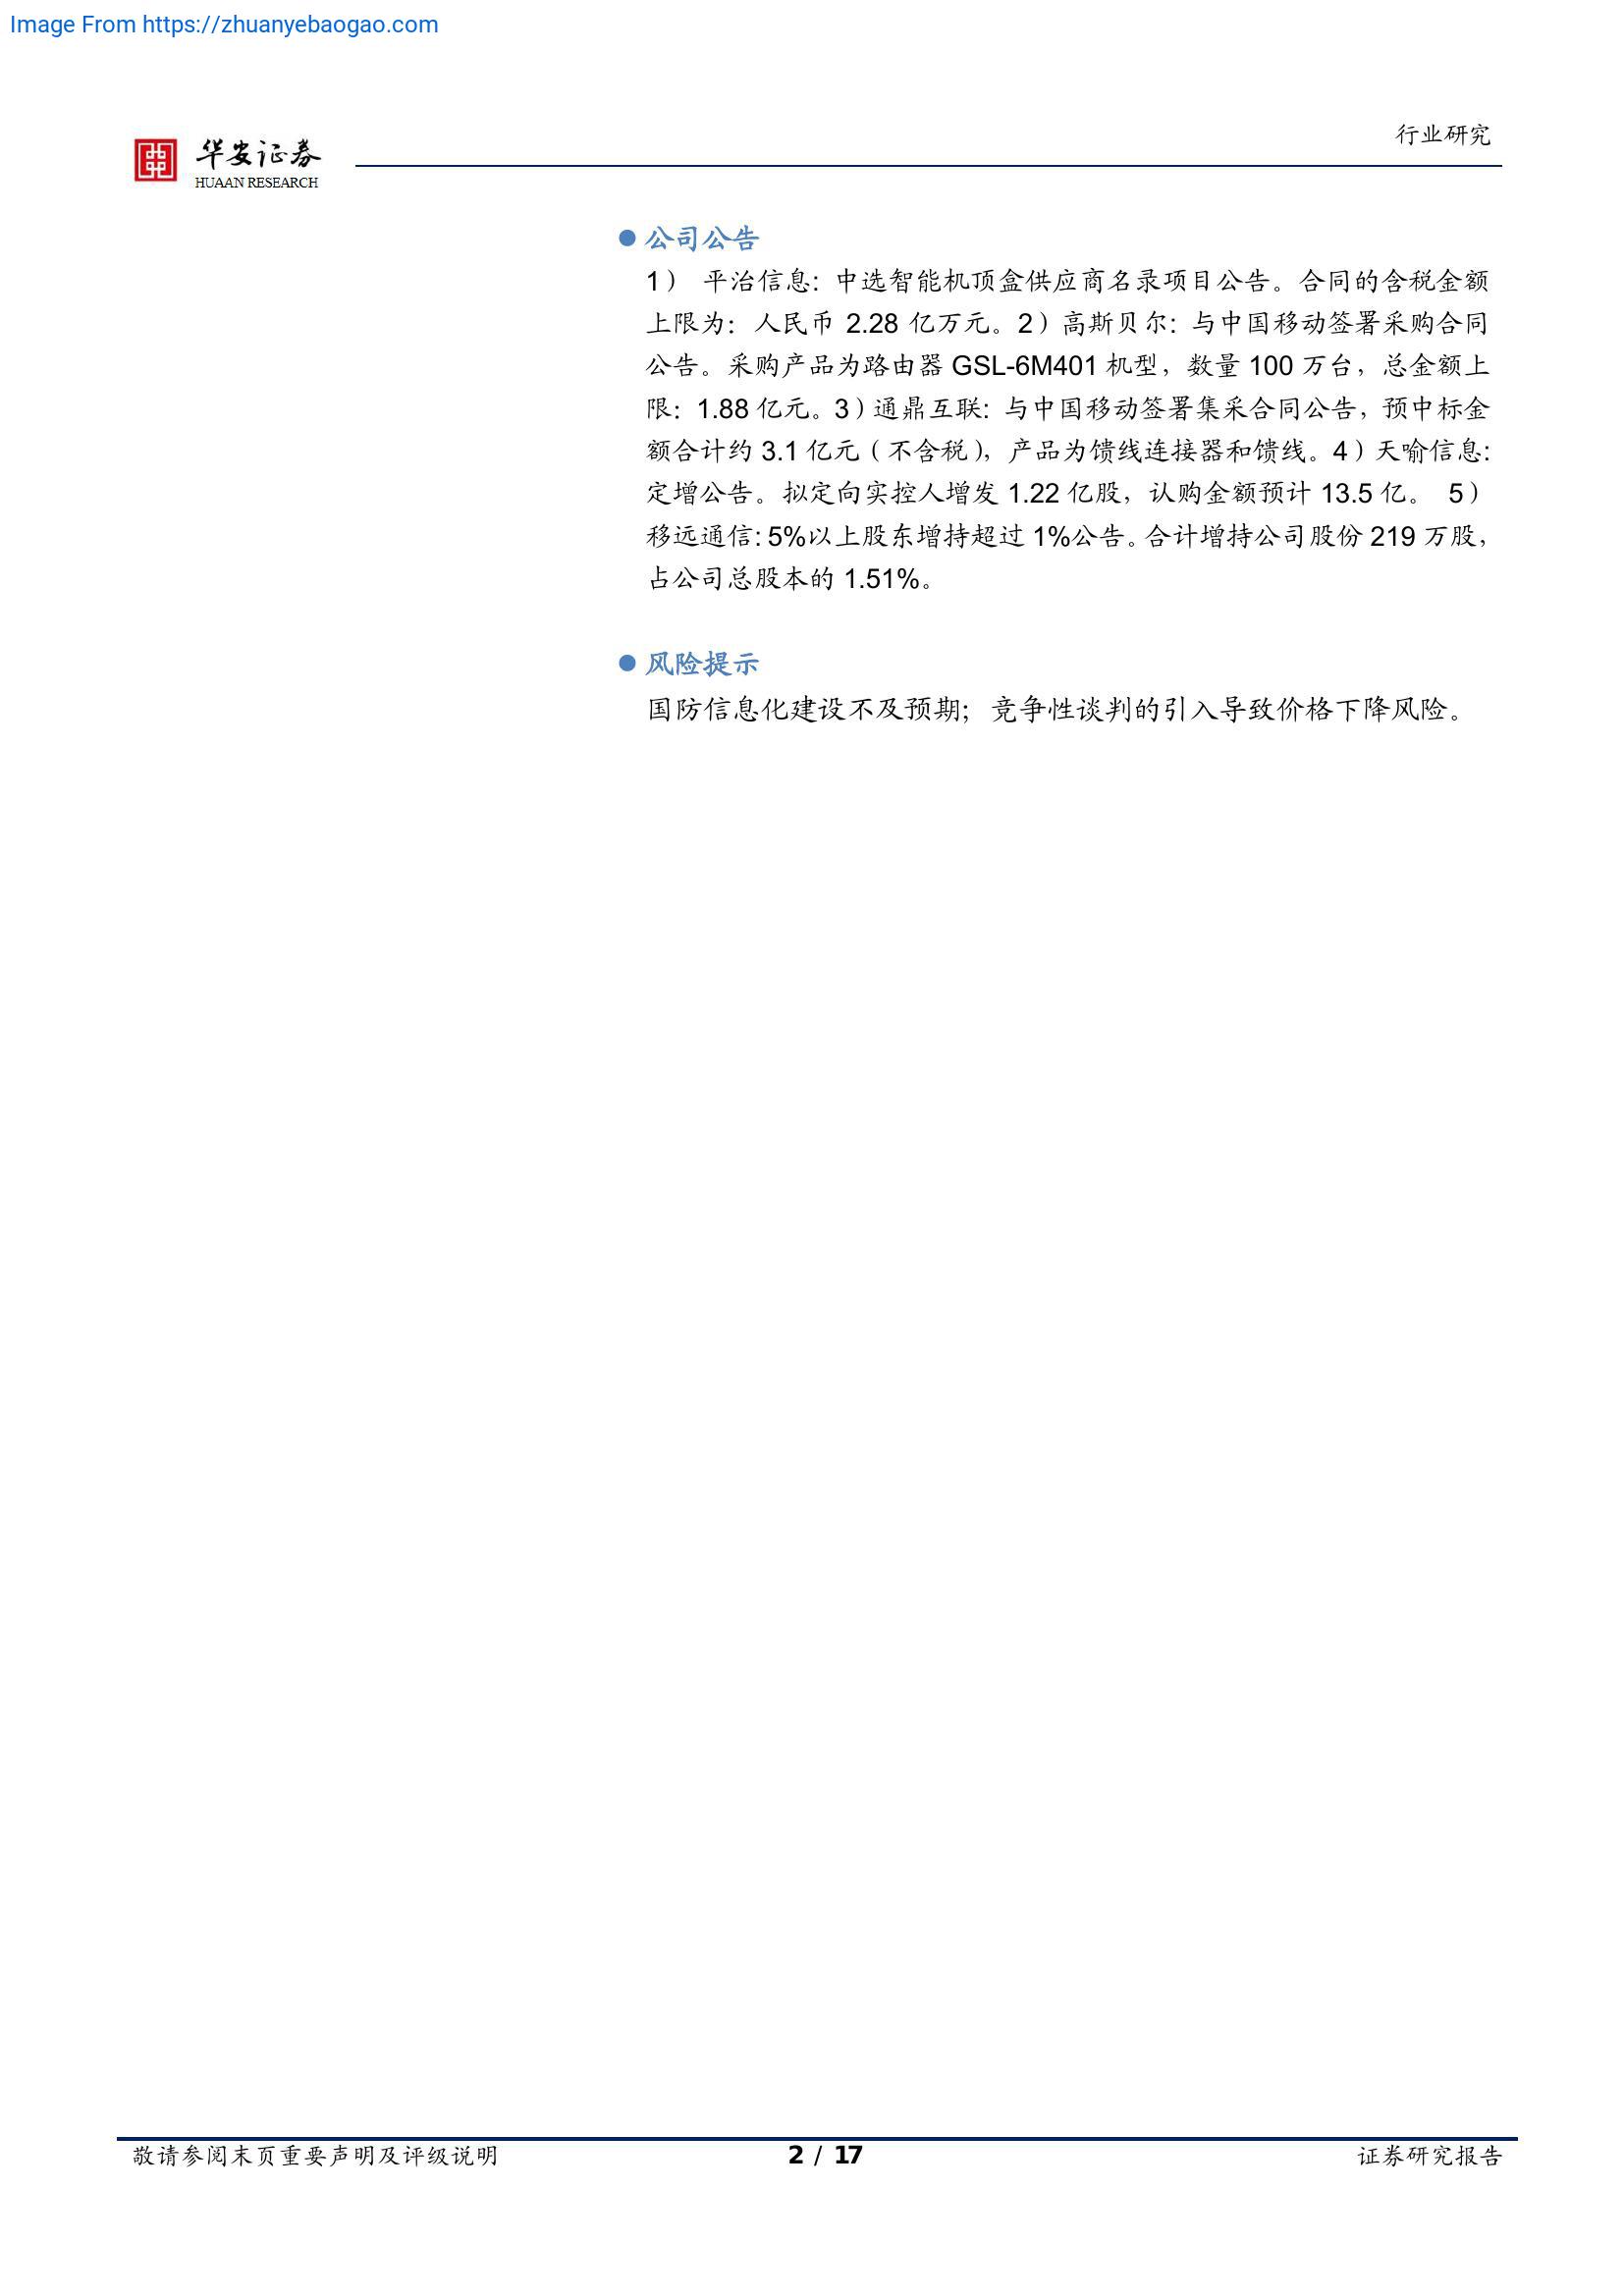 Image From https://zhuanyebaogao.com
华安证券
HUAAN RESEARCH
行业研究
公司公告
1） 平治信息：中选智能机顶盒供应商名录项目公告。合同的含税金额
上限为：人民币 2.28 亿万元。2）高斯贝尔：与中国移动签署采购合同
公告。采购产品为路由器 GSL-6M401 机型，数量 100 万台，总金额上
限：1.88 亿元。3）通鼎互联：与中国移动签署集采合同公告，预中标金
额合计约 3.1 亿元（不含税），产品为馈线连接器和馈线。4）天喻信息：
定增公告。拟定向实控人增发 1.22 亿股，认购金额预计 13.5 亿。 5）
移远通信：5%以上股东增持超过 1%公告。合计增持公司股份 219 万股，
占公司总股本的 1.51%。
风险提示
国防信息化建设不及预期；竞争性谈判的引入导致价格下降风险。
敬请参阅末页重要声明及评级说明
2 / 17
证券研究报告